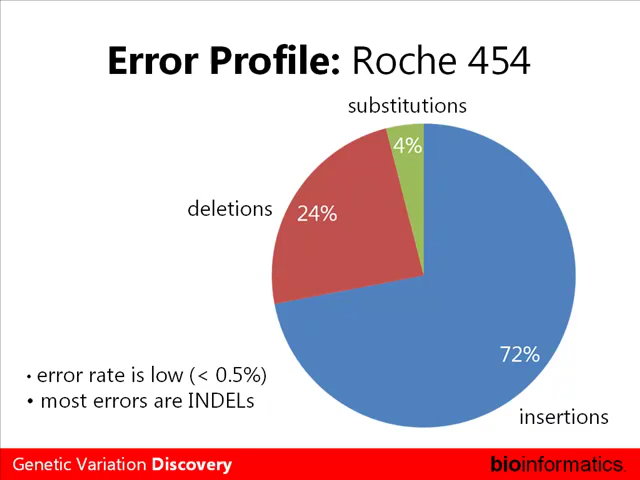 Error Profile: Roche 454
substitutions
4%
deletions
24%
72%
• error rate is low (< 0.5%)
• most errors are INDELs
insertions
Genetic Variation Discovery
bioinformatics.